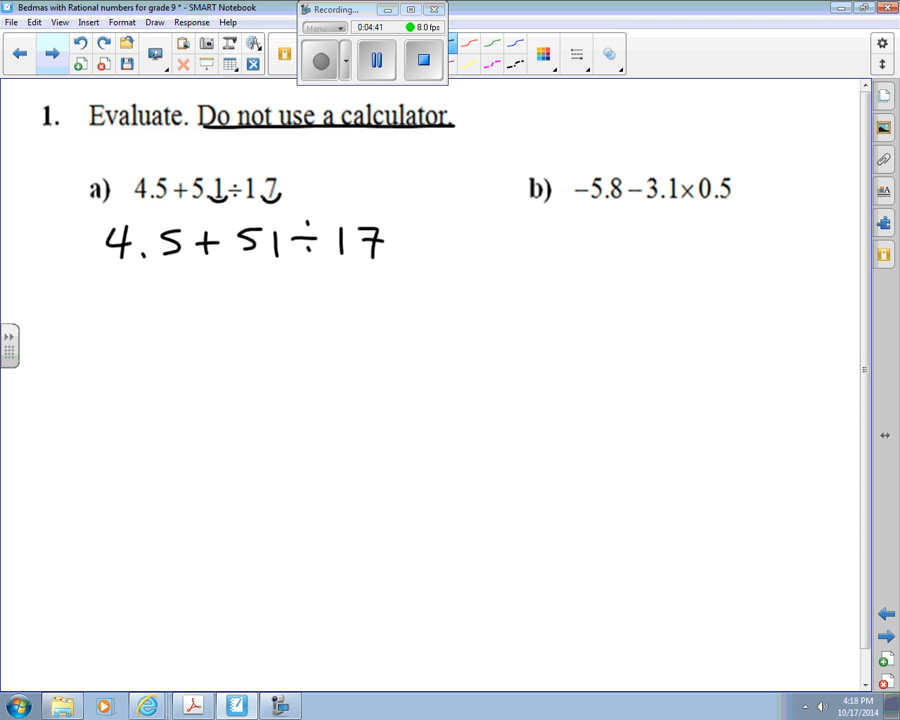 Bedmas with Rational numbers for grade 9 * - SMART Notebook
Recording...
File Edit View Insert Format Draw Response Help
Menu 0:04:41 8.0 fps
1. Evaluate. Do not use a calculator.
a) 4.5 + 5.1 ÷ 1.7
b) −5.8 − 3.1 × 0.5
4.5 + 51 ÷ 17
4:18 PM
10/17/2014